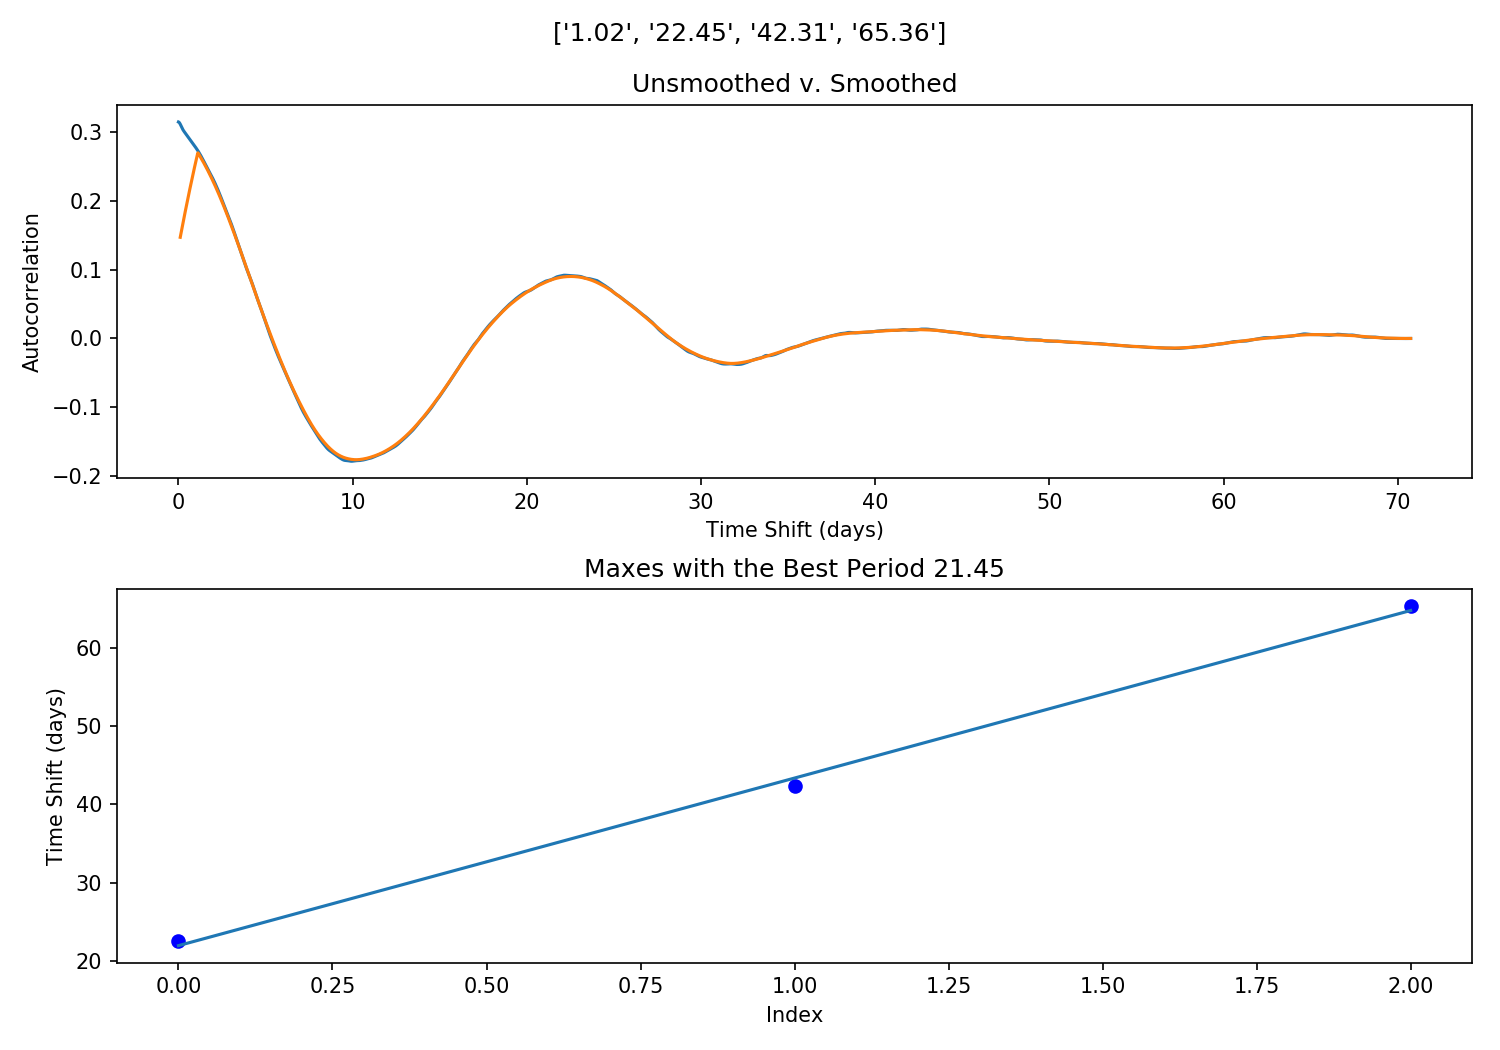 ['1.02', '22.45', '42.31', '65.36']
Unsmoothed v. Smoothed
Autocorrelation
0.3
0.2
0.1
0.0
−0.1
−0.2
0 10 20 30 40 50 60 70
Time Shift (days)
Maxes with the Best Period 21.45
Time Shift (days)
60
50
40
30
20
0.00 0.25 0.50 0.75 1.00 1.25 1.50 1.75 2.00
Index